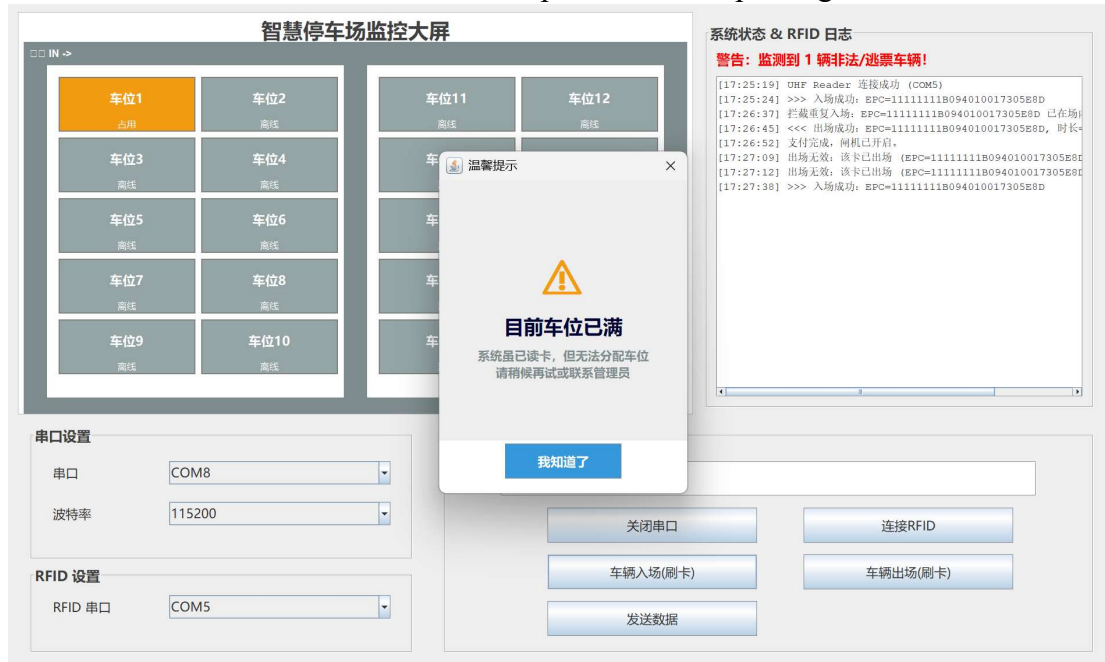 智慧停车场监控大屏
IN ->
车位1
占用
车位2
离线
车位11
离线
车位12
离线
车位3
离线
车位4
离线
车位5
离线
车位6
离线
车位7
离线
车位8
离线
车位9
离线
车位10
离线
系统状态 & RFID 日志
警告：监测到 1 辆非法/逃票车辆！
[17:25:19] UHF Reader 连接成功 (COM5)
[17:25:24] >>> 入场成功：EPC=11111111B094010017305E8D
[17:26:37] 拦截重复入场：EPC=11111111B094010017305E8D 已在场
[17:26:45] <<< 出场成功：EPC=11111111B094010017305E8D, 时长=
[17:26:52] 支付完成，闸机已开启。
[17:27:09] 出场无效：该卡已出场 (EPC=11111111B094010017305E8D
[17:27:12] 出场无效：该卡已出场 (EPC=11111111B094010017305E8D
[17:27:38] >>> 入场成功：EPC=11111111B094010017305E8D
温馨提示
目前车位已满
系统虽已读卡，但无法分配车位
请稍候再试或联系管理员
我知道了
串口设置
串口
COM8
波特率
115200
RFID 设置
RFID 串口
COM5
关闭串口
连接RFID
车辆入场(刷卡)
车辆出场(刷卡)
发送数据